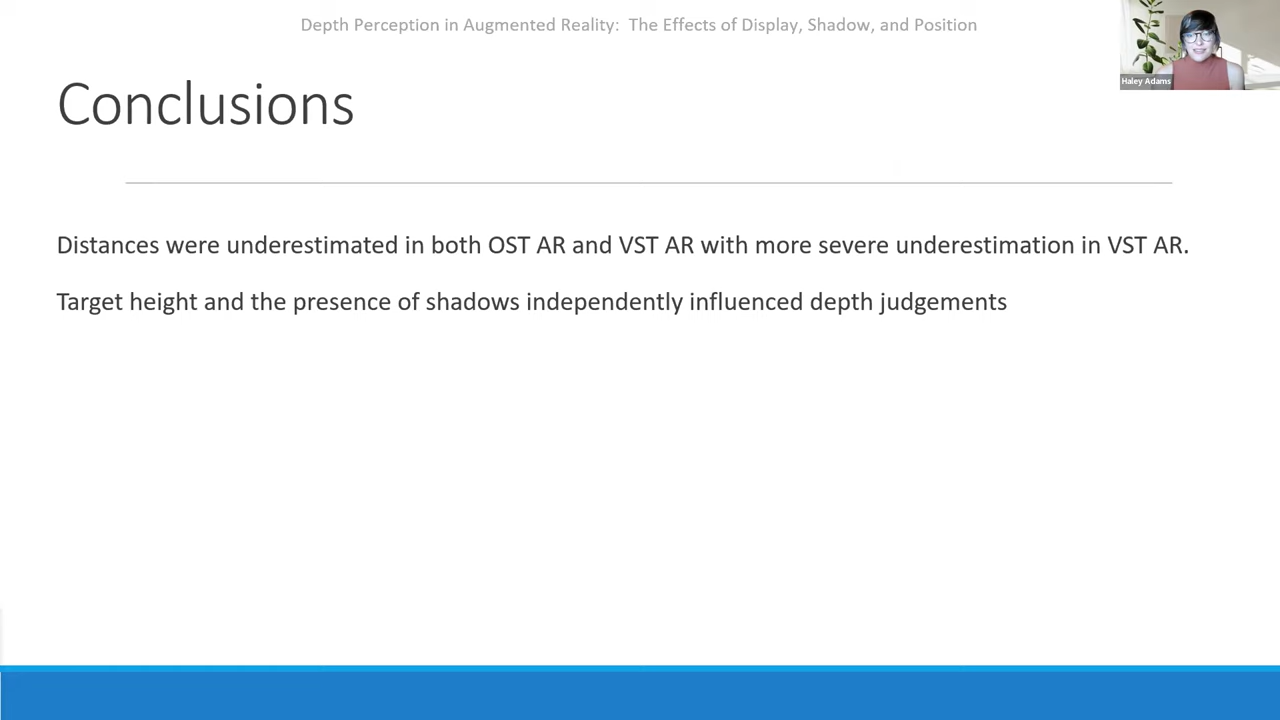 Depth Perception in Augmented Reality:  The Effects of Display, Shadow, and Position
Haley Adams
Conclusions
Distances were underestimated in both OST AR and VST AR with more severe underestimation in VST AR.
Target height and the presence of shadows independently influenced depth judgements